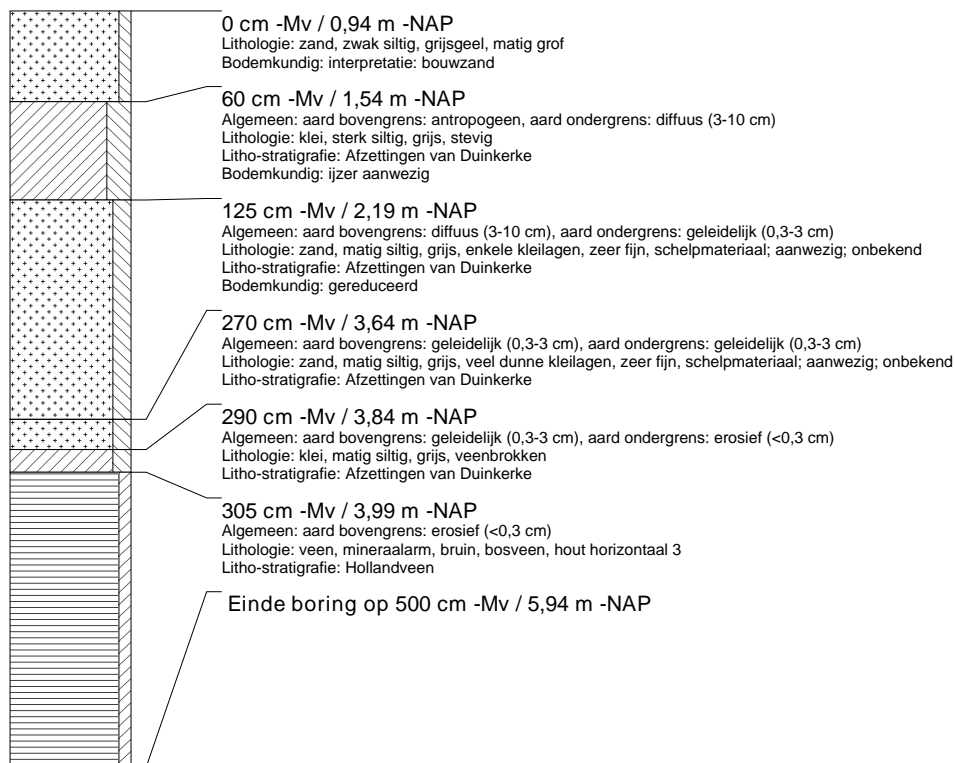 0 cm -Mv / 0,94 m -NAP
Lithologie: zand, zwak siltig, grijsgeel, matig grof
Bodemkundig: interpretatie: bouwzand
60 cm -Mv / 1,54 m -NAP
Algemeen: aard bovengrens: antropogeen, aard ondergrens: diffuus (3-10 cm)
Lithologie: klei, sterk siltig, grijs, stevig
Litho-stratigrafie: Afzettingen van Duinkerke
Bodemkundig: ijzer aanwezig
125 cm -Mv / 2,19 m -NAP
Algemeen: aard bovengrens: diffuus (3-10 cm), aard ondergrens: geleidelijk (0,3-3 cm)
Lithologie: zand, matig siltig, grijs, enkele kleilagen, zeer fijn, schelpmateriaal; aanwezig; onbekend
Litho-stratigrafie: Afzettingen van Duinkerke
Bodemkundig: gereduceerd
270 cm -Mv / 3,64 m -NAP
Algemeen: aard bovengrens: geleidelijk (0,3-3 cm), aard ondergrens: geleidelijk (0,3-3 cm)
Lithologie: zand, matig siltig, grijs, veel dunne kleilagen, zeer fijn, schelpmateriaal; aanwezig; onbekend
Litho-stratigrafie: Afzettingen van Duinkerke
290 cm -Mv / 3,84 m -NAP
Algemeen: aard bovengrens: geleidelijk (0,3-3 cm), aard ondergrens: erosief (<0,3 cm)
Lithologie: klei, matig siltig, grijs, veenbrokken
Litho-stratigrafie: Afzettingen van Duinkerke
305 cm -Mv / 3,99 m -NAP
Algemeen: aard bovengrens: erosief (<0,3 cm)
Lithologie: veen, mineraalarm, bruin, bosveen, hout horizontaal 3
Litho-stratigrafie: Hollandveen
Einde boring op 500 cm -Mv / 5,94 m -NAP